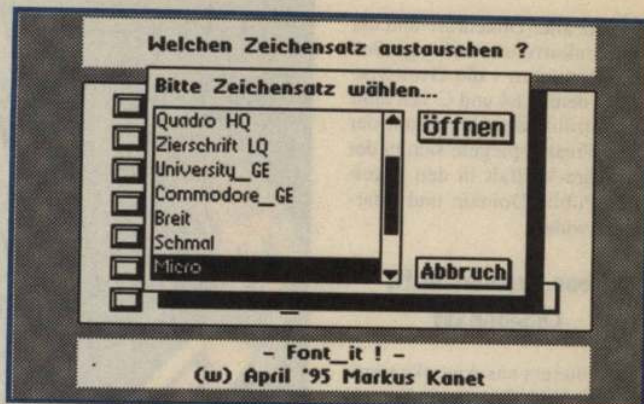 Welchen Zeichensatz austauschen ?
Bitte Zeichensatz wählen...
Quadro HQ
Zierschrift LQ
University_GE
Commodore_GE
Breit
Schmal
Micro
Öffnen
Abbruch
- Font_it ! -
(w) April '95 Markus Kanet